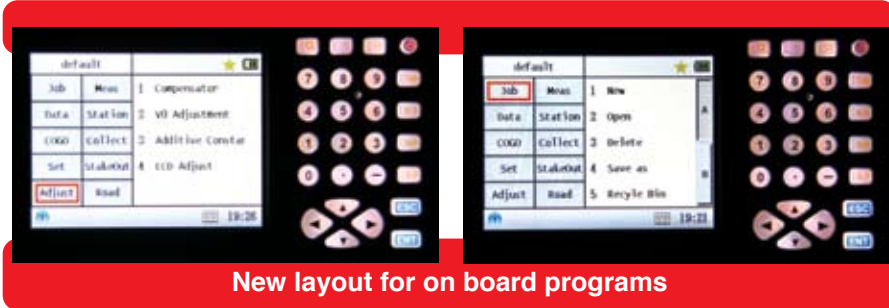 default
Job Meas 1 Compensator
Data Station 2 V0 Adjustment
COGO Collect 3 Additive Constar
Set StakeOut 4 Adjust
Adjust Road
19:26
7 8 9
4 5 6
1 2 3
0 . -
ESC
ENT
default
Job Meas 1 New
Data Station 2 Open
A
COGO Collect 3 Delete
Set StakeOut 4 Save as
B
Adjust Road 5 Recyle Bin
19:21
7 8 9
4 5 6
1 2 3
0 . -
ESC
ENT
New layout for on board programs